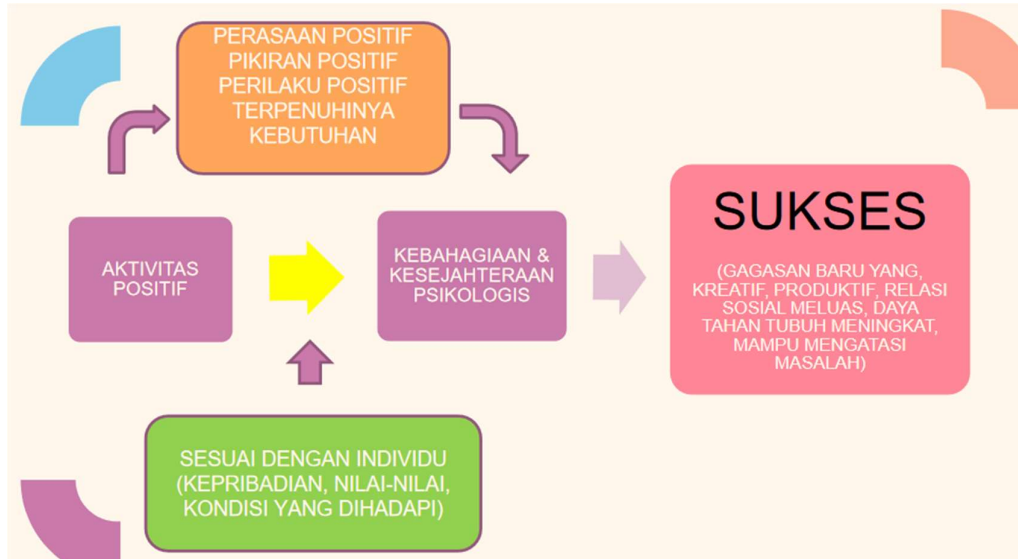 PERASAAN POSITIF
PIKIRAN POSITIF
PERILAKU POSITIF
TERPENUHINYA
KEBUTUHAN
AKTIVITAS
POSITIF
KEBAHAGIAAN &
KESEJAHTERAAN
PSIKOLOGIS
SUKSES
(GAGASAN BARU YANG,
KREATIF, PRODUKTIF, RELASI
SOSIAL MELUAS, DAYA
TAHAN TUBUH MENINGKAT,
MAMPU MENGATASI
MASALAH)
SESUAI DENGAN INDIVIDU
(KEPRIBADIAN, NILAI-NILAI,
KONDISI YANG DIHADAPI)